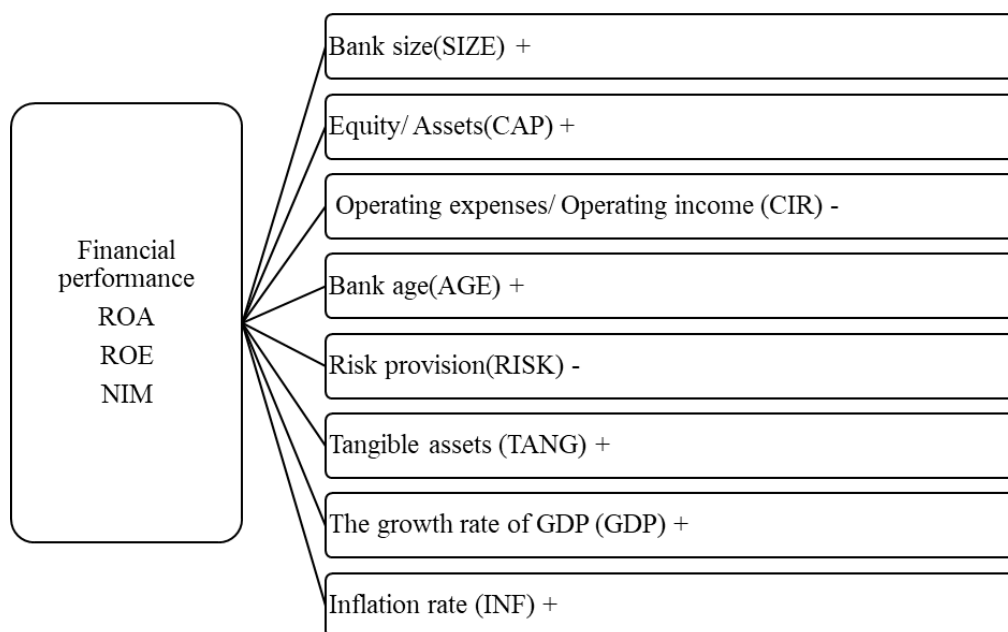 Financial
performance
ROA
ROE
NIM
Bank size(SIZE) +
Equity/ Assets(CAP) +
Operating expenses/ Operating income (CIR) -
Bank age(AGE) +
Risk provision(RISK) -
Tangible assets (TANG) +
The growth rate of GDP (GDP) +
Inflation rate (INF) +